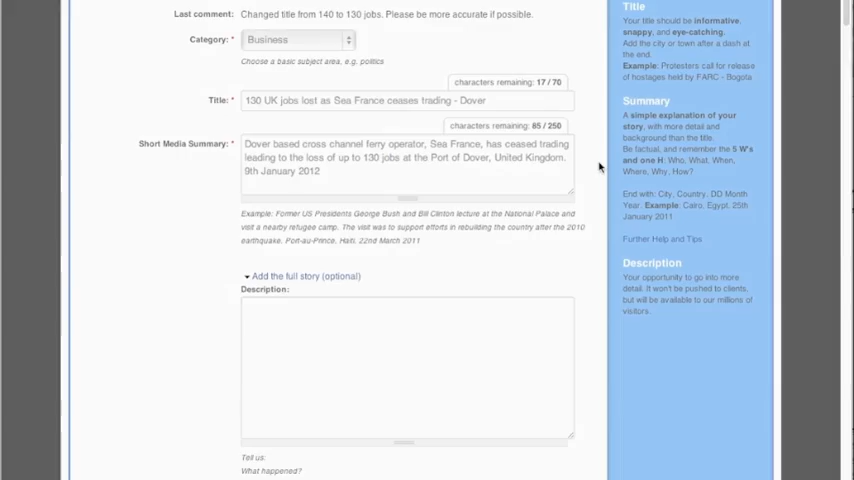 Last comment: Changed title from 140 to 130 jobs. Please be more accurate if possible.
Category: * Business
Choose a basic subject area, e.g. politics
characters remaining: 17 / 70
Title: * 130 UK jobs lost as Sea France ceases trading - Dover
characters remaining: 85 / 250
Short Media Summary: * Dover based cross channel ferry operator, Sea France, has ceased trading
leading to the loss of up to 130 jobs at the Port of Dover, United Kingdom.
9th January 2012
Example: Former US Presidents George Bush and Bill Clinton lecture at the National Palace and
visit a nearby refugee camp. The visit was to support efforts in rebuilding the country after the 2010
earthquake. Port-au-Prince, Haiti. 22nd March 2011
Add the full story (optional)
Description:
Tell us:
What happened?
Title
Your title should be informative,
snappy, and eye-catching.
Add the city or town after a dash at
the end.
Example: Protesters call for release
of hostages held by FARC - Bogota
Summary
A simple explanation of your
story, with more detail and
background than the title.
Be factual, and remember the 5 W's
and one H: Who, What, When,
Where, Why, How?
End with: City, Country. DD Month
Year. Example: Cairo, Egypt. 25th
January 2011
Further Help and Tips
Description
Your opportunity to go into more
detail. It won't be pushed to clients,
but will be available to our millions of
visitors.